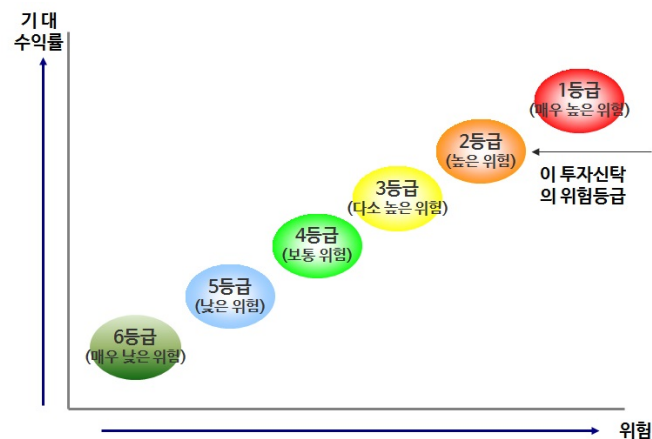 기 대
수익률
1등급
(매우 높은 위험)
2등급
(높은 위험)
이 투자신탁
의 위험등급
3등급
(다소 높은 위험)
4등급
(보통 위험)
5등급
(낮은 위험)
6등급
(매우 낮은 위험)
위험